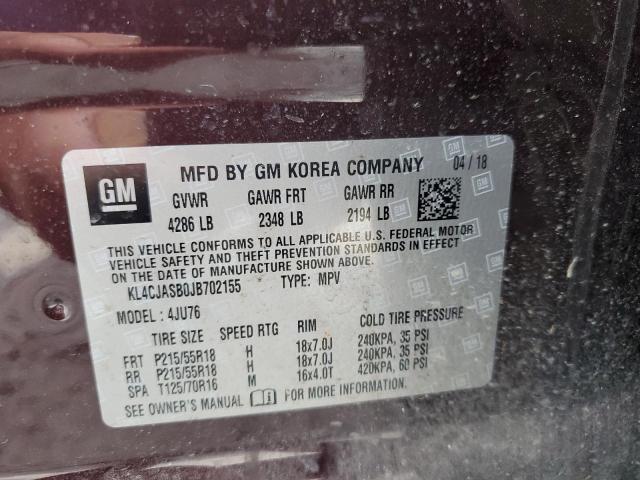 GM
MFD BY GM KOREA COMPANY 04/18
GVWR GAWR FRT GAWR RR
4286 LB 2348 LB 2194 LB
THIS VEHICLE CONFORMS TO ALL APPLICABLE U.S. FEDERAL MOTOR
VEHICLE SAFETY AND THEFT PREVENTION STANDARDS IN EFFECT
ON THE DATE OF MANUFACTURE SHOWN ABOVE.
KL4CJASB0JB702155 TYPE: MPV
MODEL: 4JU76
TIRE SIZE SPEED RTG RIM COLD TIRE PRESSURE
FRT P215/55R18 H 18x7.0J 240KPA, 35 PSI
RR P215/55R18 H 18x7.0J 240KPA, 35 PSI
SPA T125/70R16 M 16x4.0T 420KPA, 60 PSI
SEE OWNER'S MANUAL FOR MORE INFORMATION.